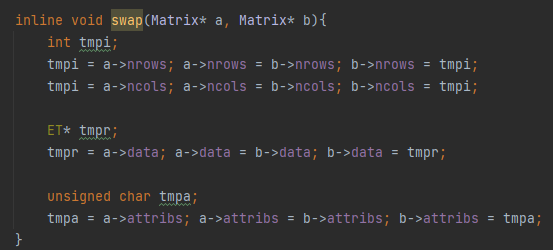 inline void swap(Matrix* a, Matrix* b){
    int tmpi;
    tmpi = a->nrows; a->nrows = b->nrows; b->nrows = tmpi;
    tmpi = a->ncols; a->ncols = b->ncols; b->ncols = tmpi;

    ET* tmpr;
    tmpr = a->data; a->data = b->data; b->data = tmpr;

    unsigned char tmpa;
    tmpa = a->attribs; a->attribs = b->attribs; b->attribs = tmpa;
}